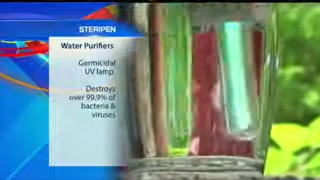 STERIPEN
Water Purifiers
Germicidal
UV lamp.
Destroys
over 99.9% of
bacteria &
viruses